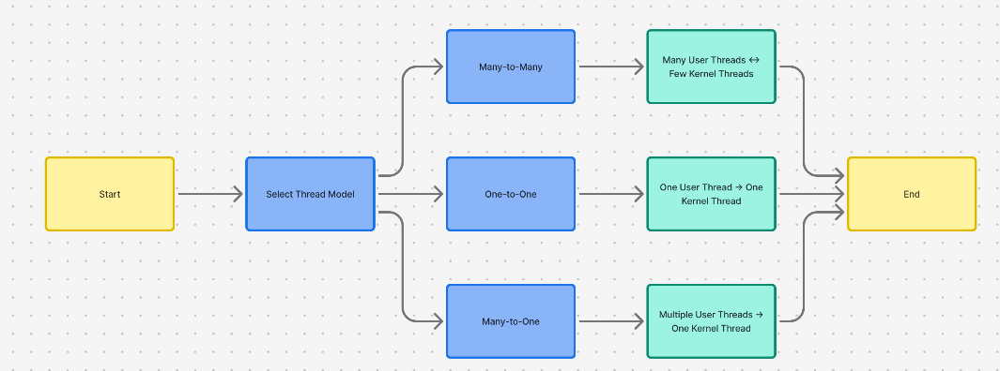 Start
Select Thread Model
Many-to-Many
Many User Threads ↔
Few Kernel Threads
One-to-One
One User Thread → One
Kernel Thread
Many-to-One
Multiple User Threads →
One Kernel Thread
End